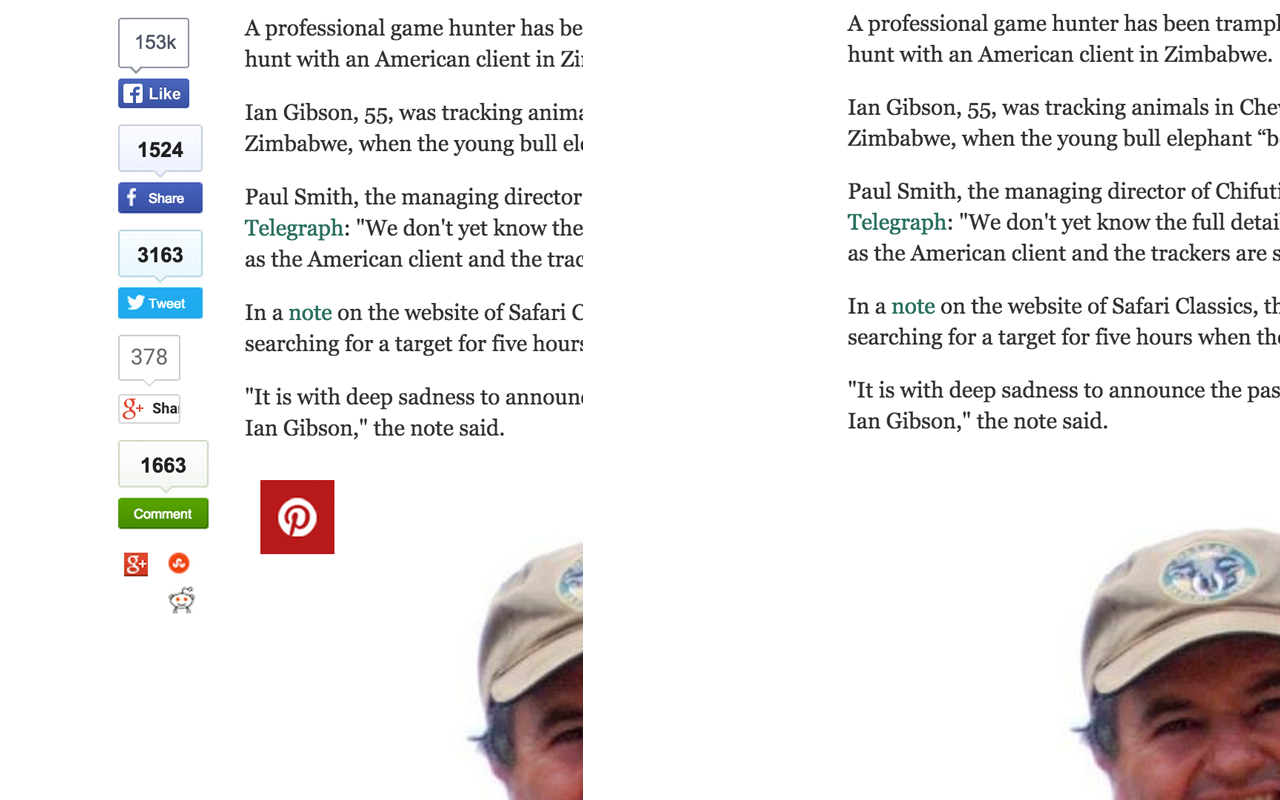 153k
Like
1524
Share
3163
Tweet
378
g+ Sha
1663
Comment
g+
A professional game hunter has be
hunt with an American client in Zi
Ian Gibson, 55, was tracking anima
Zimbabwe, when the young bull ele
Paul Smith, the managing director
Telegraph: "We don't yet know the
as the American client and the trac
In a note on the website of Safari C
searching for a target for five hours
"It is with deep sadness to announc
Ian Gibson," the note said.
A professional game hunter has been trampl
hunt with an American client in Zimbabwe.
Ian Gibson, 55, was tracking animals in Chew
Zimbabwe, when the young bull elephant “b
Paul Smith, the managing director of Chifuti
Telegraph: "We don't yet know the full detai
as the American client and the trackers are s
In a note on the website of Safari Classics, th
searching for a target for five hours when the
"It is with deep sadness to announce the pas
Ian Gibson," the note said.